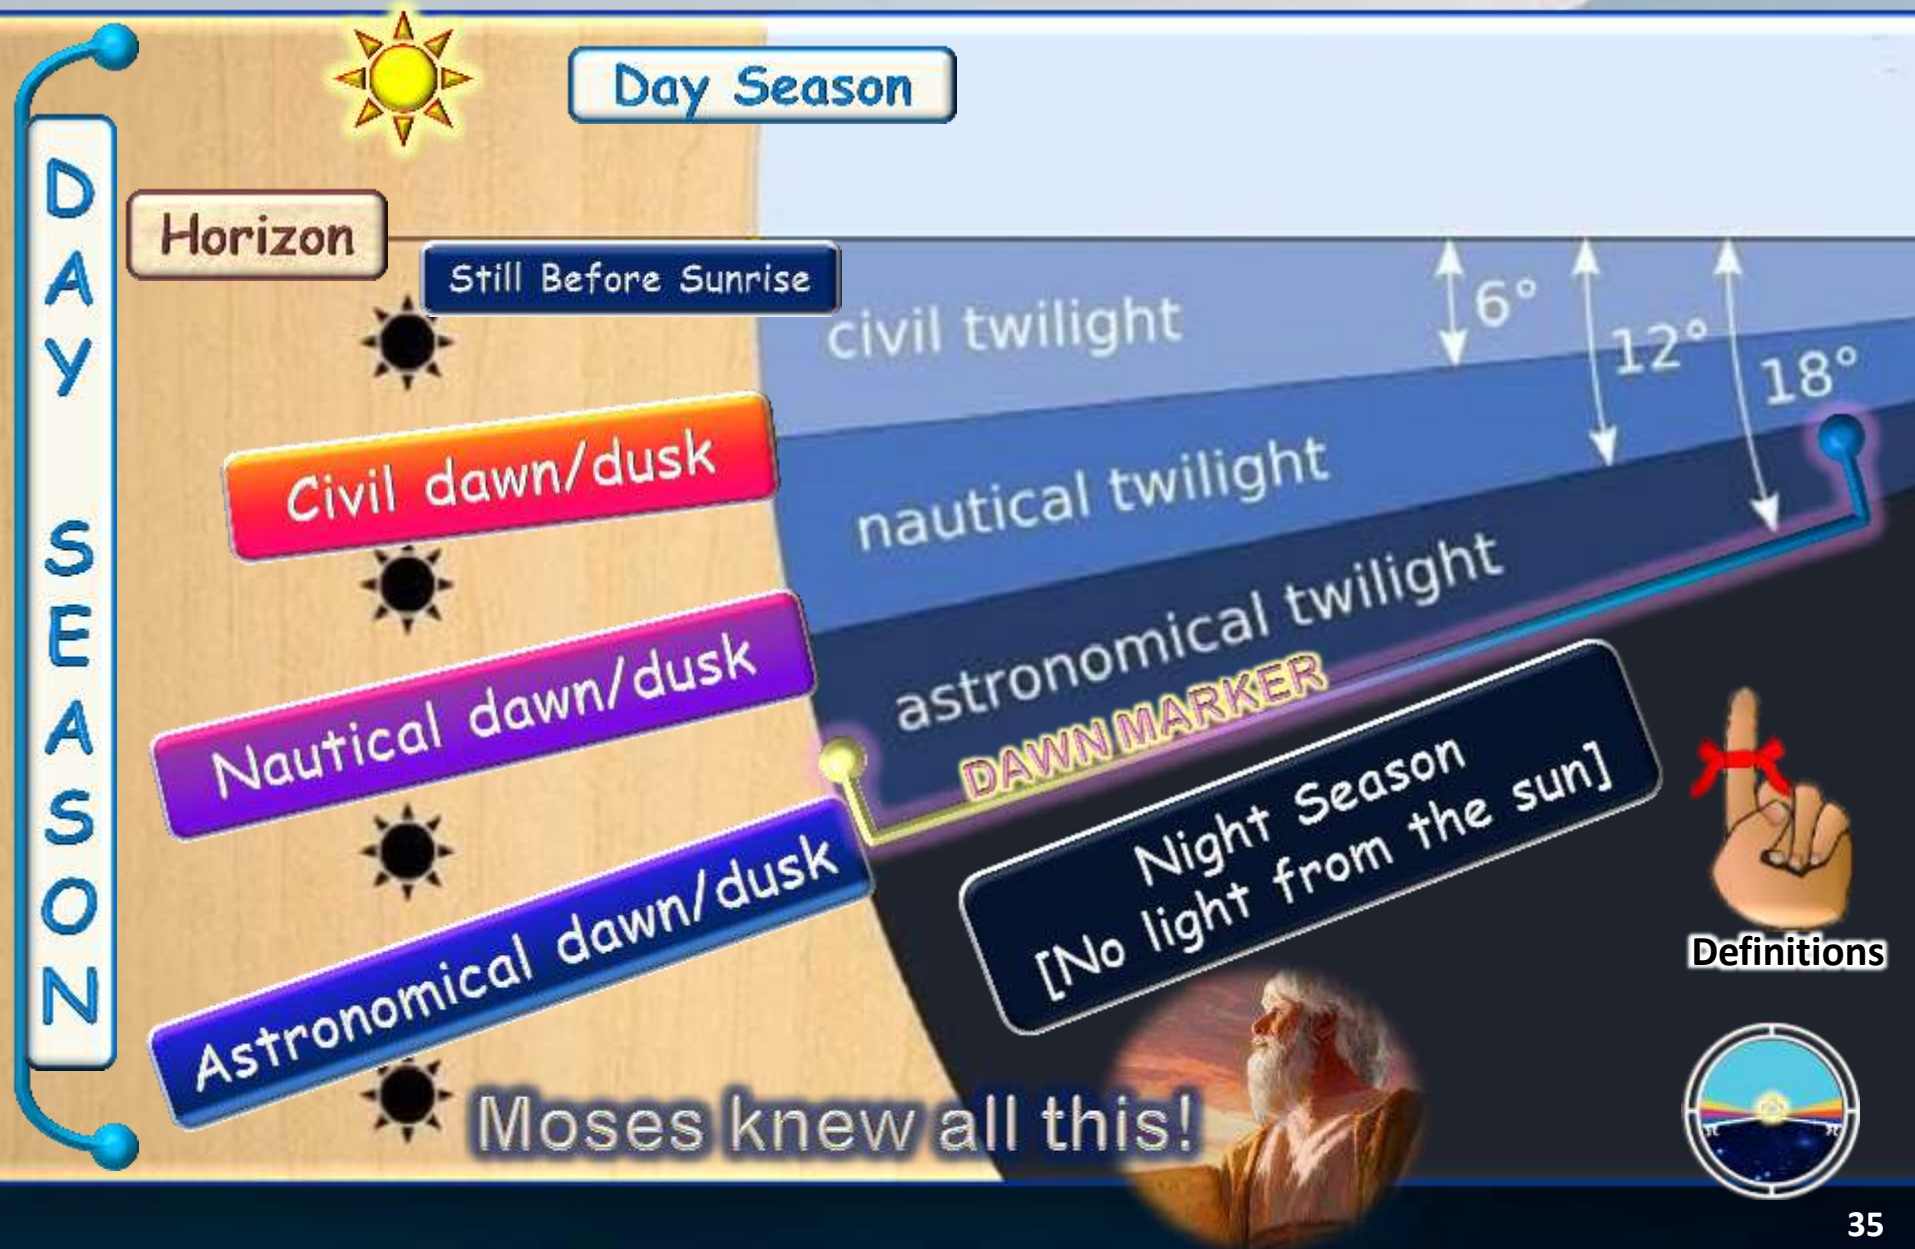 Day Season
DAY SEASON
Horizon
Still Before Sunrise
civil twilight
6°
12°
18°
Civil dawn/dusk
nautical twilight
Nautical dawn/dusk
astronomical twilight
DAWN MARKER
Astronomical dawn/dusk
Night Season
[No light from the sun]
Definitions
Moses knew all this!
35